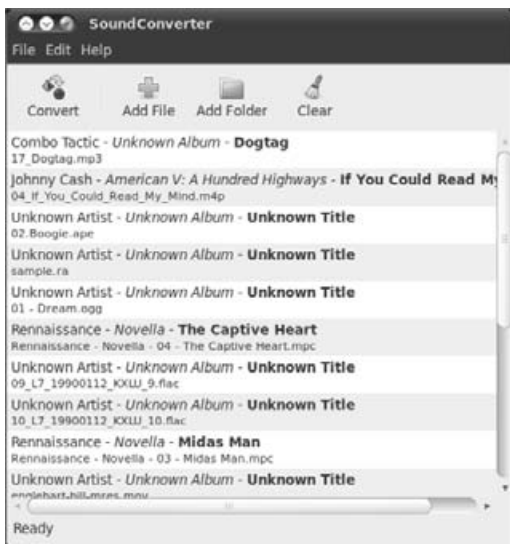 SoundConverter
File Edit Help
Convert Add File Add Folder Clear
Combo Tactic - Unknown Album - Dogtag
17_Dogtag.mp3
Johnny Cash - American V: A Hundred Highways - If You Could Read My
04_If_You_Could_Read_My_Mind.m4p
Unknown Artist - Unknown Album - Unknown Title
02.Boogie.ape
Unknown Artist - Unknown Album - Unknown Title
sample.ra
Unknown Artist - Unknown Album - Unknown Title
01 - Dream.ogg
Rennaissance - Novella - The Captive Heart
Rennaissance - Novella - 04 - The Captive Heart.mpc
Unknown Artist - Unknown Album - Unknown Title
09_L7_19900112_KXLU_9.flac
Unknown Artist - Unknown Album - Unknown Title
10_L7_19900112_KXLU_10.flac
Rennaissance - Novella - Midas Man
Rennaissance - Novella - 03 - Midas Man.mpc
Unknown Artist - Unknown Album - Unknown Title
englebart-bill-mres.mov
Ready